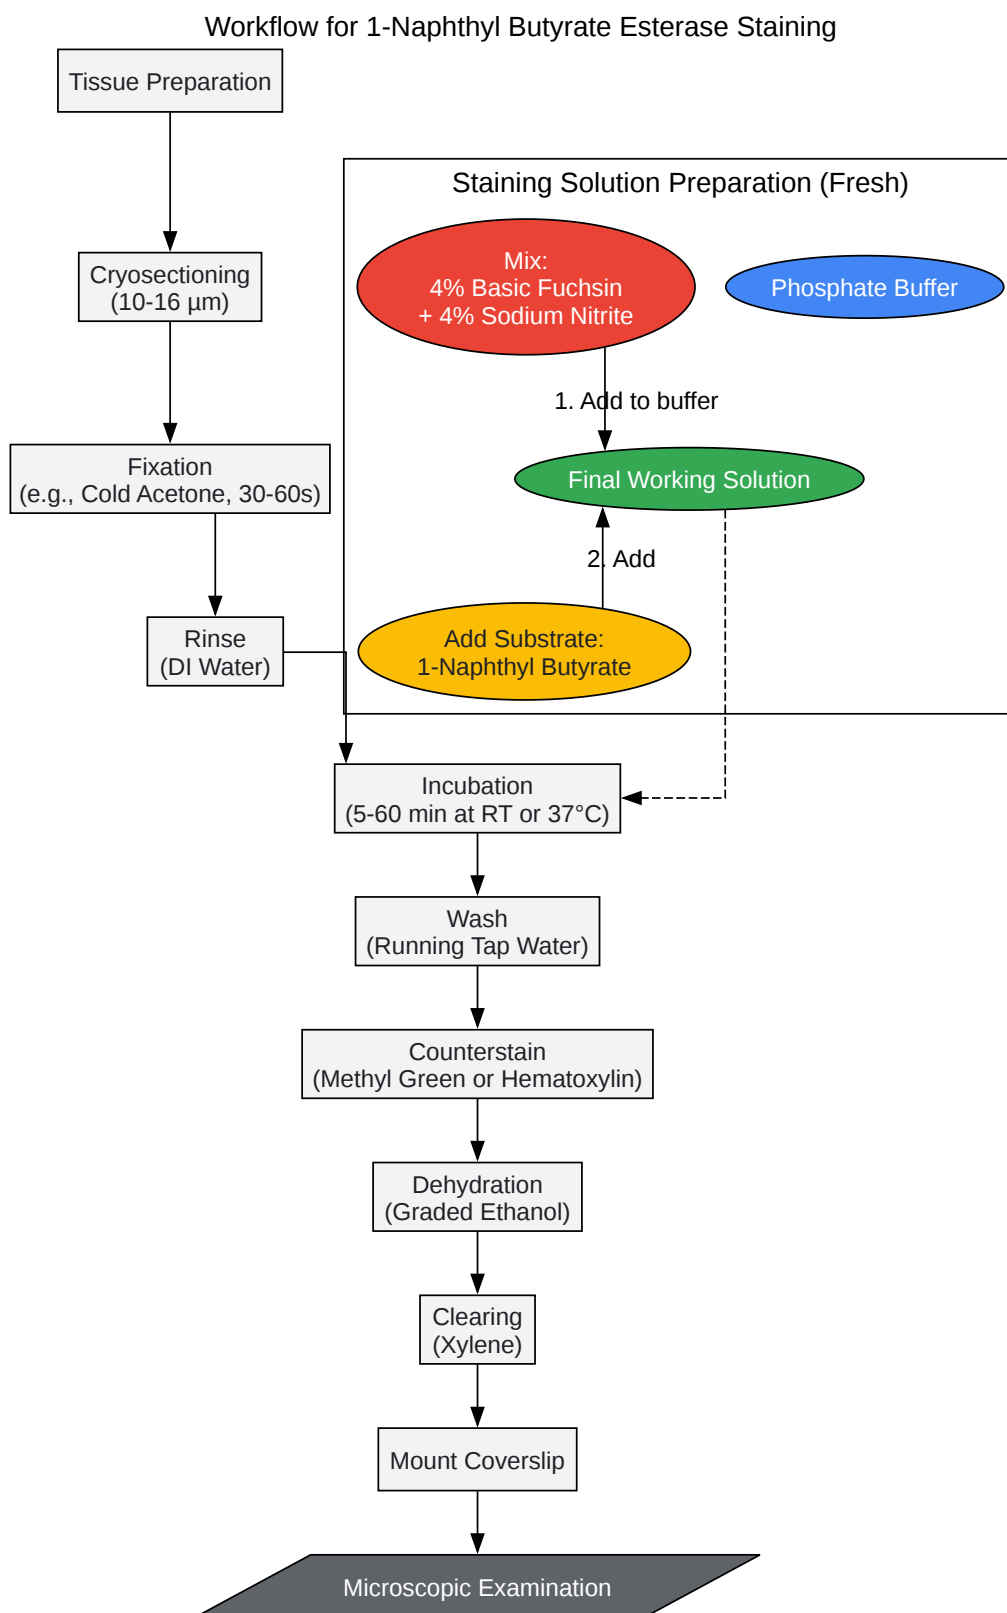 Workflow for 1-Naphthyl Butyrate Esterase Staining
Tissue Preparation
Staining Solution Preparation (Fresh)
Mix:
4% Basic Fuchsin
+ 4% Sodium Nitrite
Phosphate Buffer
Cryosectioning
(10-16 µm)
1. Add to buffer
Fixation
(e.g., Cold Acetone, 30-60s)
Final Working Solution
2. Add
Rinse
(DI Water)
Add Substrate:
1-Naphthyl Butyrate
Incubation
(5-60 min at RT or 37°C)
Wash
(Running Tap Water)
Counterstain
(Methyl Green or Hematoxylin)
Dehydration
(Graded Ethanol)
Clearing
(Xylene)
Mount Coverslip
Microscopic Examination